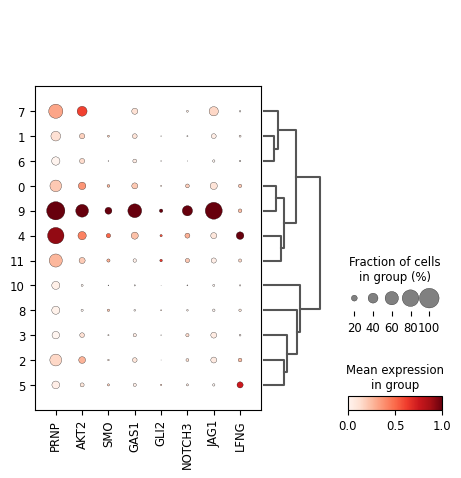 7
1
6
0
9
4
11
10
8
3
2
5
PRNP
AKT2
SMO
GAS1
GLI2
NOTCH3
JAG1
LFNG
Fraction of cells
in group (%)
20 40 60 80 100
Mean expression
in group
0.0 0.5 1.0